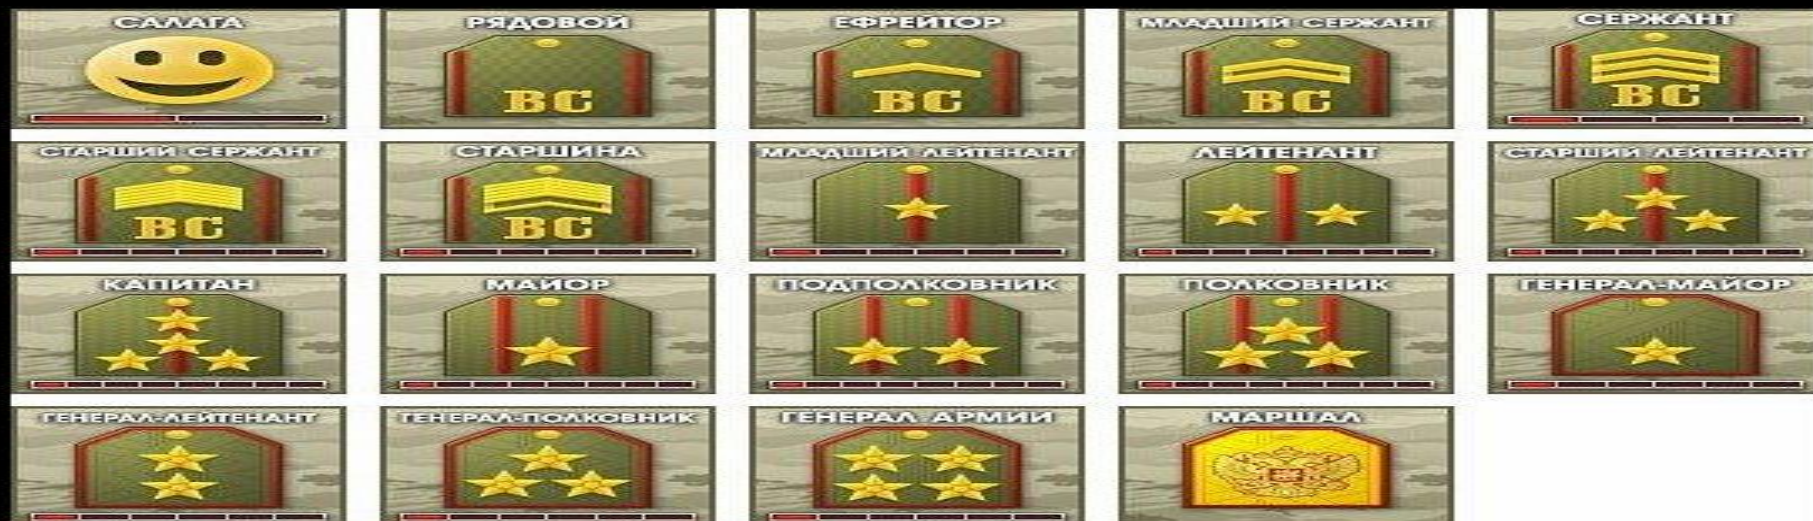 САЛАГА
РЯДОВОЙ
ВС
ЕФРЕЙТОР
ВС
МЛАДШИЙ СЕРЖАНТ
ВС
СЕРЖАНТ
ВС
СТАРШИЙ СЕРЖАНТ
ВС
СТАРШИНА
ВС
МЛАДШИЙ ЛЕЙТЕНАНТ
ЛЕЙТЕНАНТ
СТАРШИЙ ЛЕЙТЕНАНТ
КАПИТАН
МАЙОР
ПОДПОЛКОВНИК
ПОЛКОВНИК
ГЕНЕРАЛ-МАЙОР
ГЕНЕРАЛ-ЛЕЙТЕНАНТ
ГЕНЕРАЛ-ПОЛКОВНИК
ГЕНЕРАЛ АРМИИ
МАРШАЛ